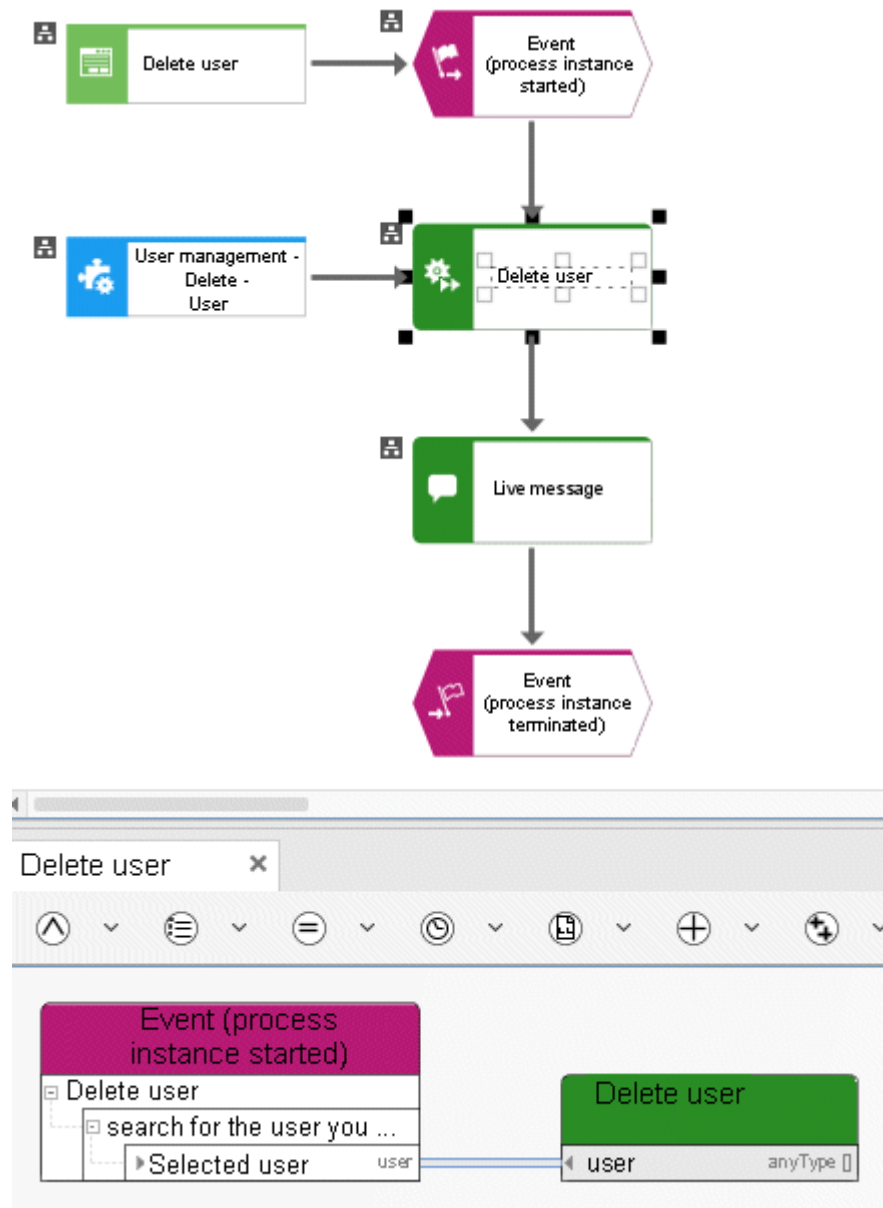 Delete user
Event
(process instance
started)
User management -
Delete -
User
Delete user
Live message
Event
(process instance
terminated)
Delete user
Event (process
instance started)
Delete user
search for the user you ...
Selected user user
Delete user
user anyType []